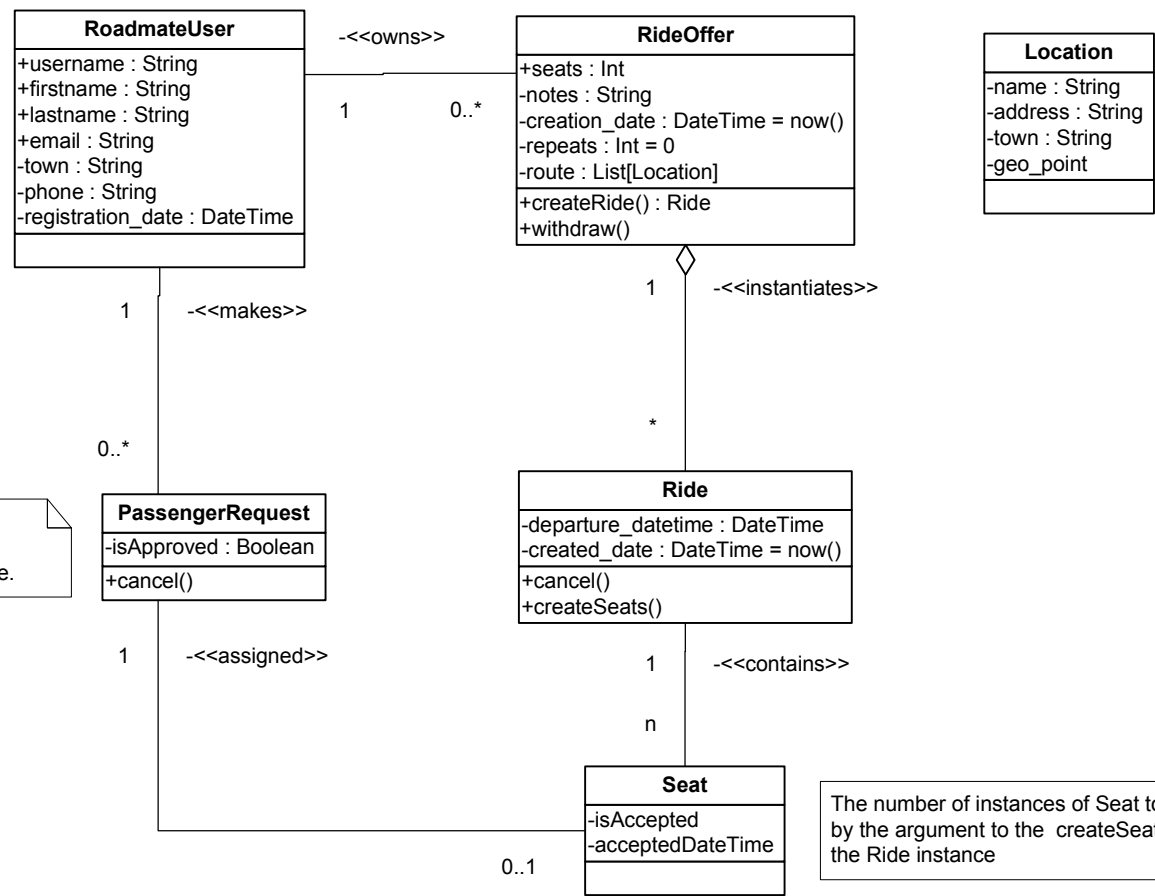 RoadmateUser
+username : String
+firstname : String
+lastname : String
+email : String
-town : String
-phone : String
-registration_date : DateTime
-<<owns>>
1
0..*
RideOffer
+seats : Int
-notes : String
-creation_date : DateTime = now()
-repeats : Int = 0
-route : List[Location]
+createRide() : Ride
+withdraw()
Location
-name : String
-address : String
-town : String
-geo_point
1
-<<makes>>
0..*
1
-<<instantiates>>
*
e.
PassengerRequest
-isApproved : Boolean
+cancel()
Ride
-departure_datetime : DateTime
-created_date : DateTime = now()
+cancel()
+createSeats()
1
-<<assigned>>
0..1
1
-<<contains>>
n
Seat
-isAccepted
-acceptedDateTime
The number of instances of Seat to
by the argument to the createSeat
the Ride instance